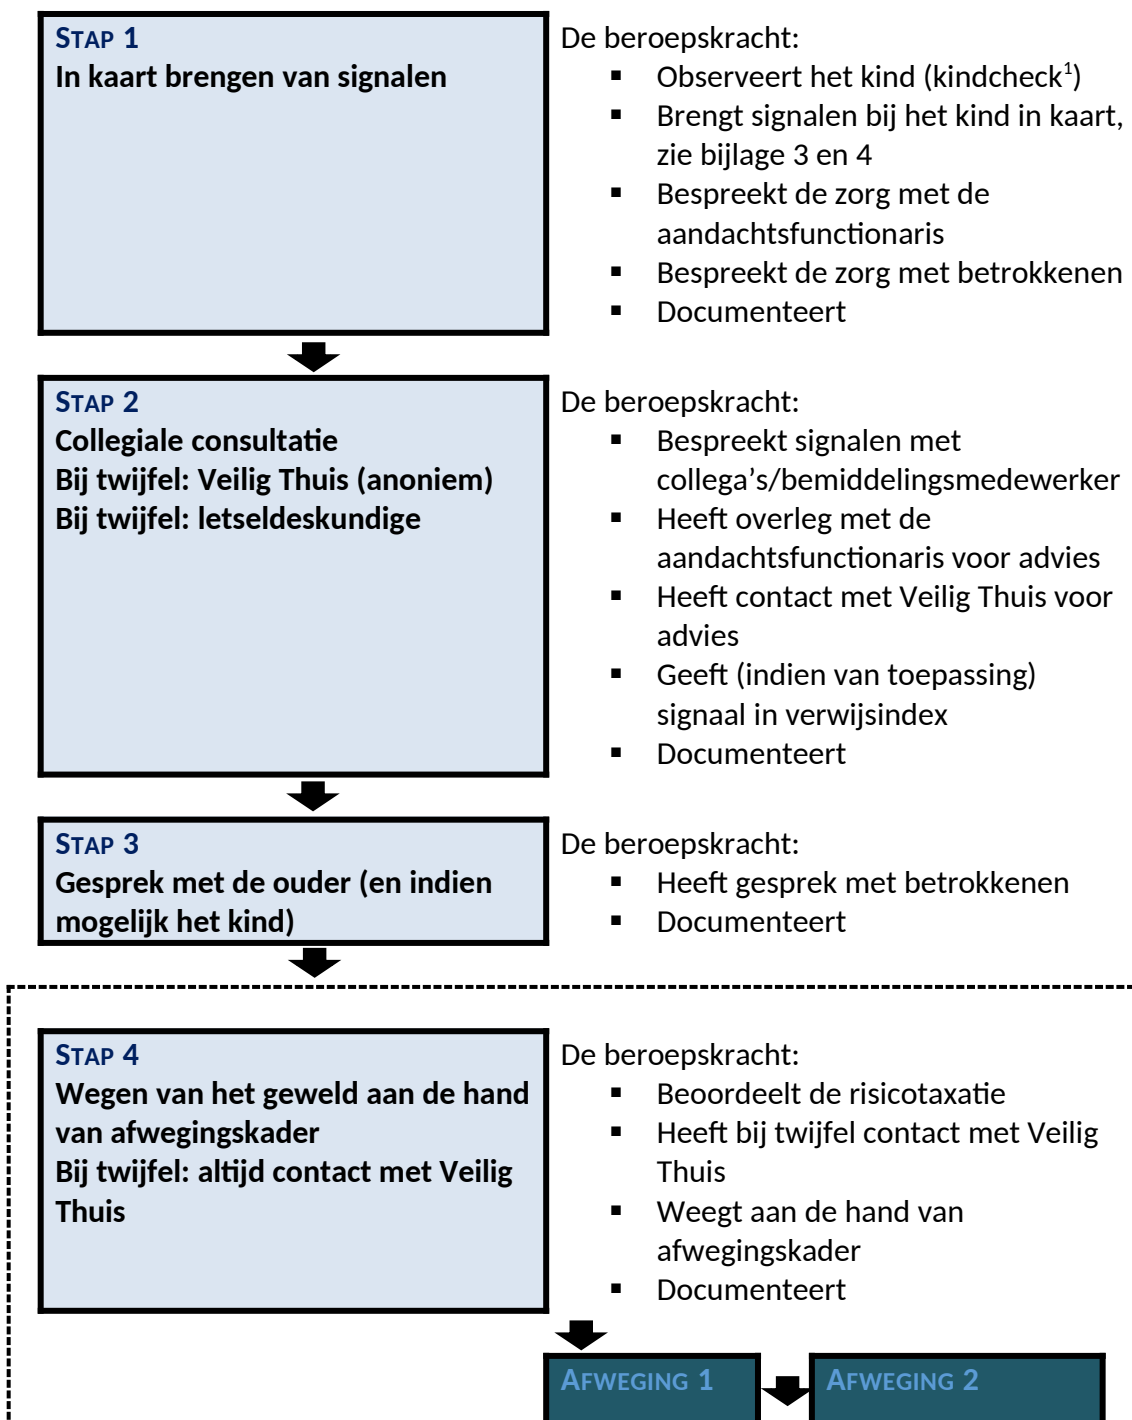 STAP 1
In kaart brengen van signalen
De beroepskracht:
▪ Observeert het kind (kindcheck¹)
▪ Brengt signalen bij het kind in kaart,
zie bijlage 3 en 4
▪ Bespreekt de zorg met de
aandachtsfunctionaris
▪ Bespreekt de zorg met betrokkenen
▪ Documenteert
STAP 2
Collegiale consultatie
Bij twijfel: Veilig Thuis (anoniem)
Bij twijfel: letseldeskundige
De beroepskracht:
▪ Bespreekt signalen met
collega’s/bemiddelingsmedewerker
▪ Heeft overleg met de
aandachtsfunctionaris voor advies
▪ Heeft contact met Veilig Thuis voor
advies
▪ Geeft (indien van toepassing)
signaal in verwijsindex
▪ Documenteert
STAP 3
Gesprek met de ouder (en indien
mogelijk het kind)
De beroepskracht:
▪ Heeft gesprek met betrokkenen
▪ Documenteert
STAP 4
Wegen van het geweld aan de hand
van afwegingskader
Bij twijfel: altijd contact met Veilig
Thuis
De beroepskracht:
▪ Beoordeelt de risicotaxatie
▪ Heeft bij twijfel contact met Veilig
Thuis
▪ Weegt aan de hand van
afwegingskader
▪ Documenteert
AFWEGING 1
AFWEGING 2